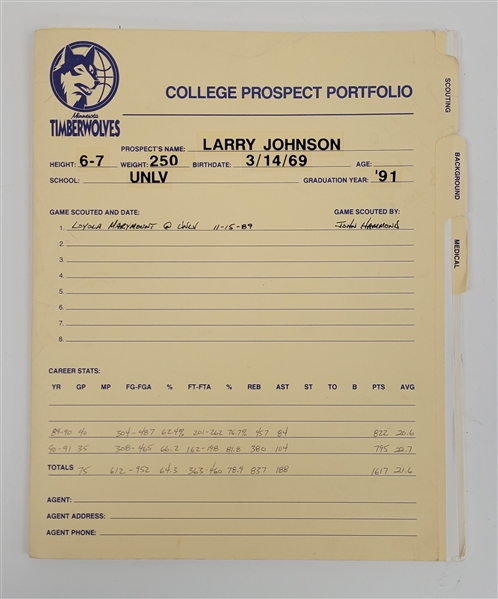 Minnesota
TIMBERWOLVES
COLLEGE PROSPECT PORTFOLIO
PROSPECT'S NAME: LARRY JOHNSON
HEIGHT: 6-7 WEIGHT: 250 BIRTHDATE: 3/14/69 AGE:
SCHOOL: UNLV GRADUATION YEAR: '91
GAME SCOUTED AND DATE: GAME SCOUTED BY:
1. LOYOLA MARYMOUNT @ UNLV 11-15-89 JOHN HAMMOND
2.
3.
4.
5.
6.
7.
8.
CAREER STATS:
YR GP MP FG-FGA % FT-FTA % REB AST ST TO B PTS AVG
89-90 40 304-487 62.4% 201-262 76.7% 457 84 822 20.6
90-91 35 308-465 66.2 162-198 81.8 380 104 795 22.7
TOTALS 75 612-952 64.3 363-460 78.9 837 188 1617 21.6
AGENT:
AGENT ADDRESS:
AGENT PHONE:
SCOUTING
BACKGROUND
MEDICAL